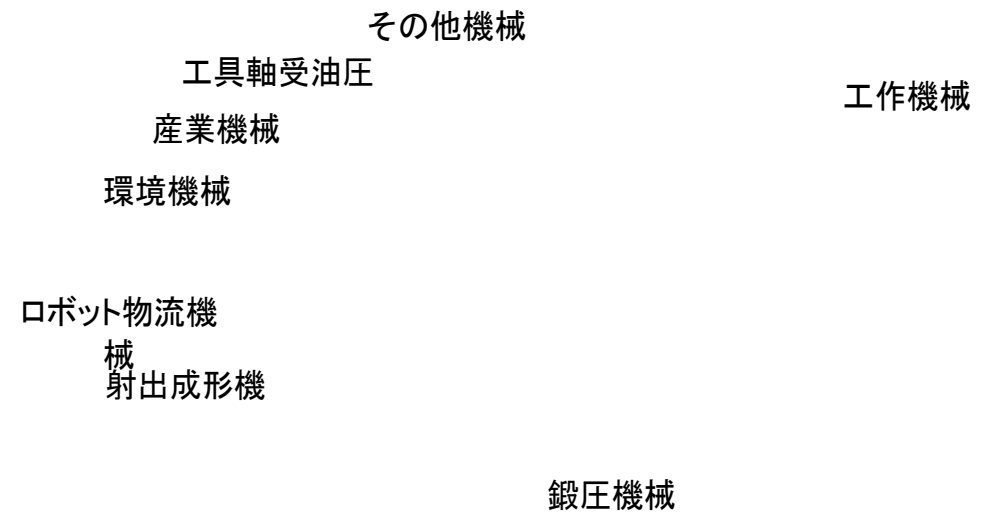 その他機械
工具軸受油圧
工作機械
産業機械
環境機械
ロボット物流機
械
射出成形機
鍛圧機械